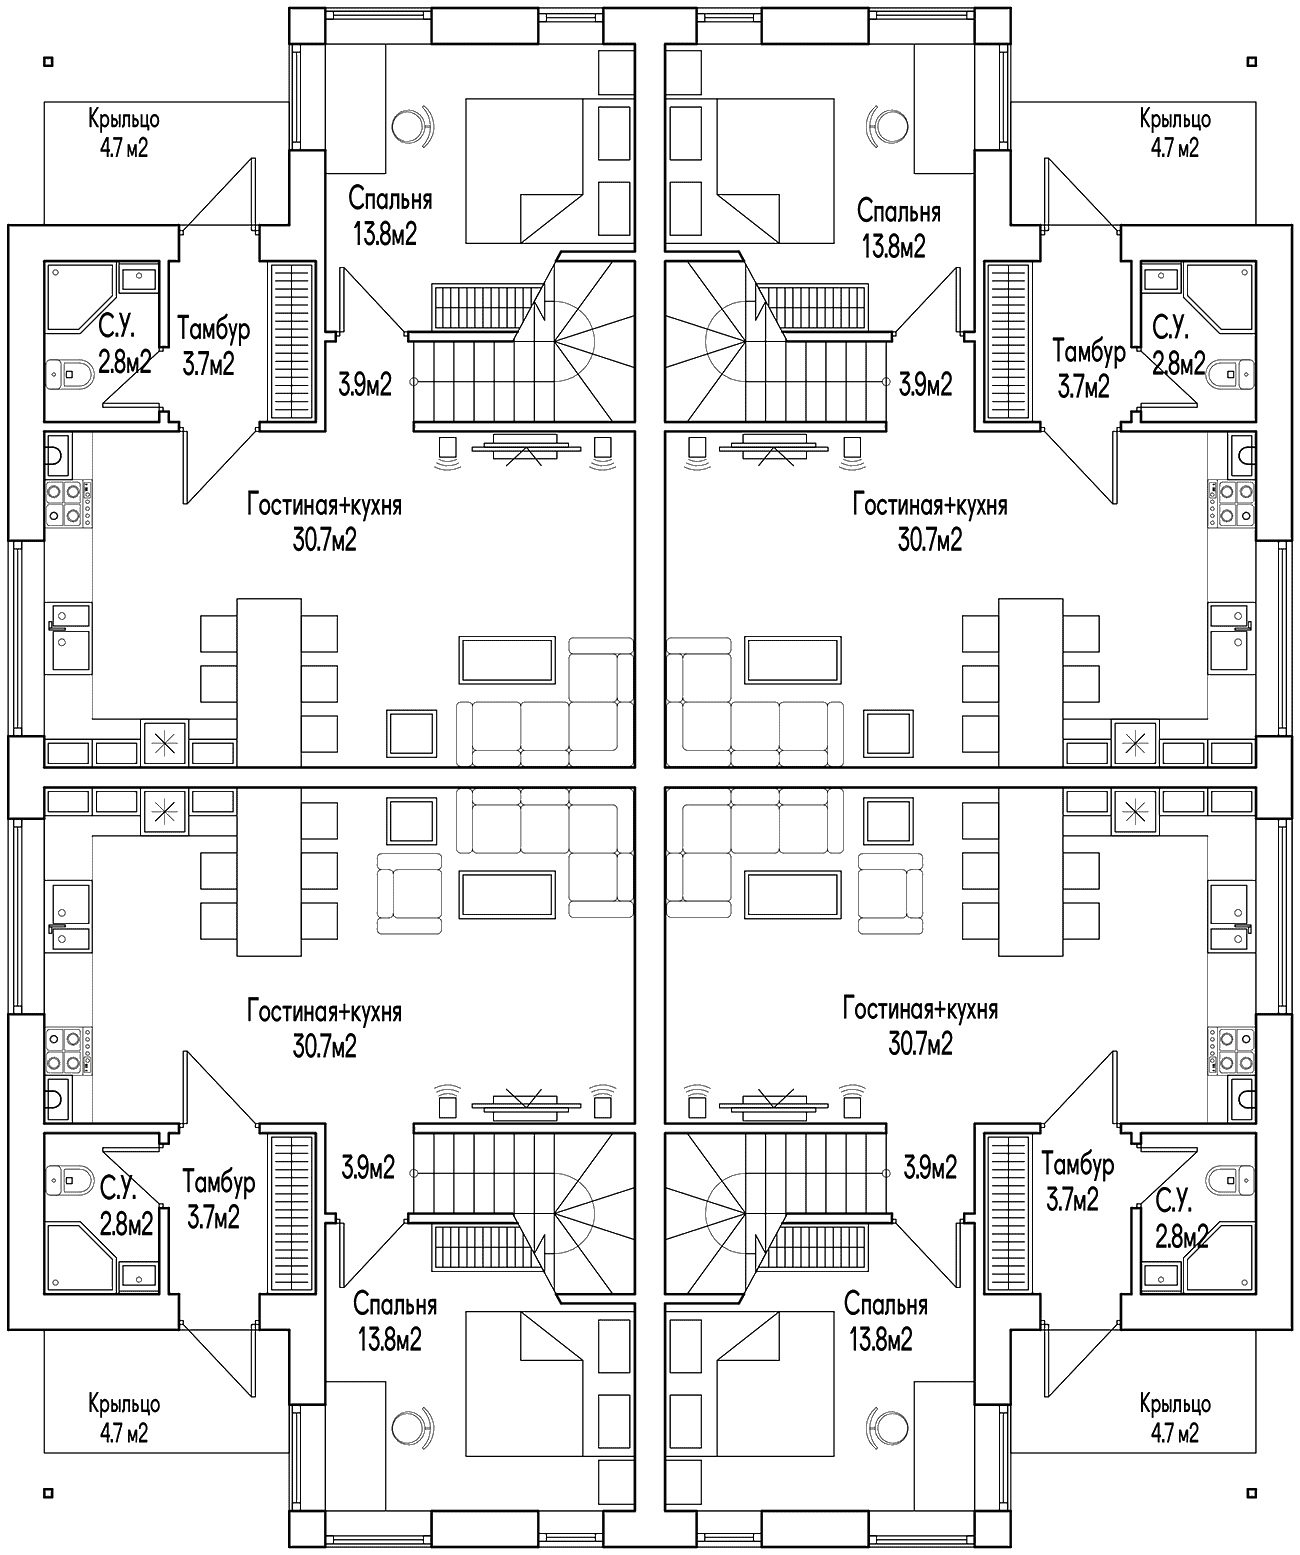 Крыльцо
4.7 м2
Спальня
13.8м2
С.У.
2.8м2
Тамбур
3.7м2
3.9м2
Гостиная+кухня
30.7м2
Крыльцо
4.7 м2
Спальня
13.8м2
3.9м2
Тамбур
3.7м2
С.У.
2.8м2
Гостиная+кухня
30.7м2
Гостиная+кухня
30.7м2
С.У.
2.8м2
Тамбур
3.7м2
3.9м2
Спальня
13.8м2
Крыльцо
4.7 м2
Гостиная+кухня
30.7м2
3.9м2
Тамбур
3.7м2
С.У.
2.8м2
Спальня
13.8м2
Крыльцо
4.7 м2